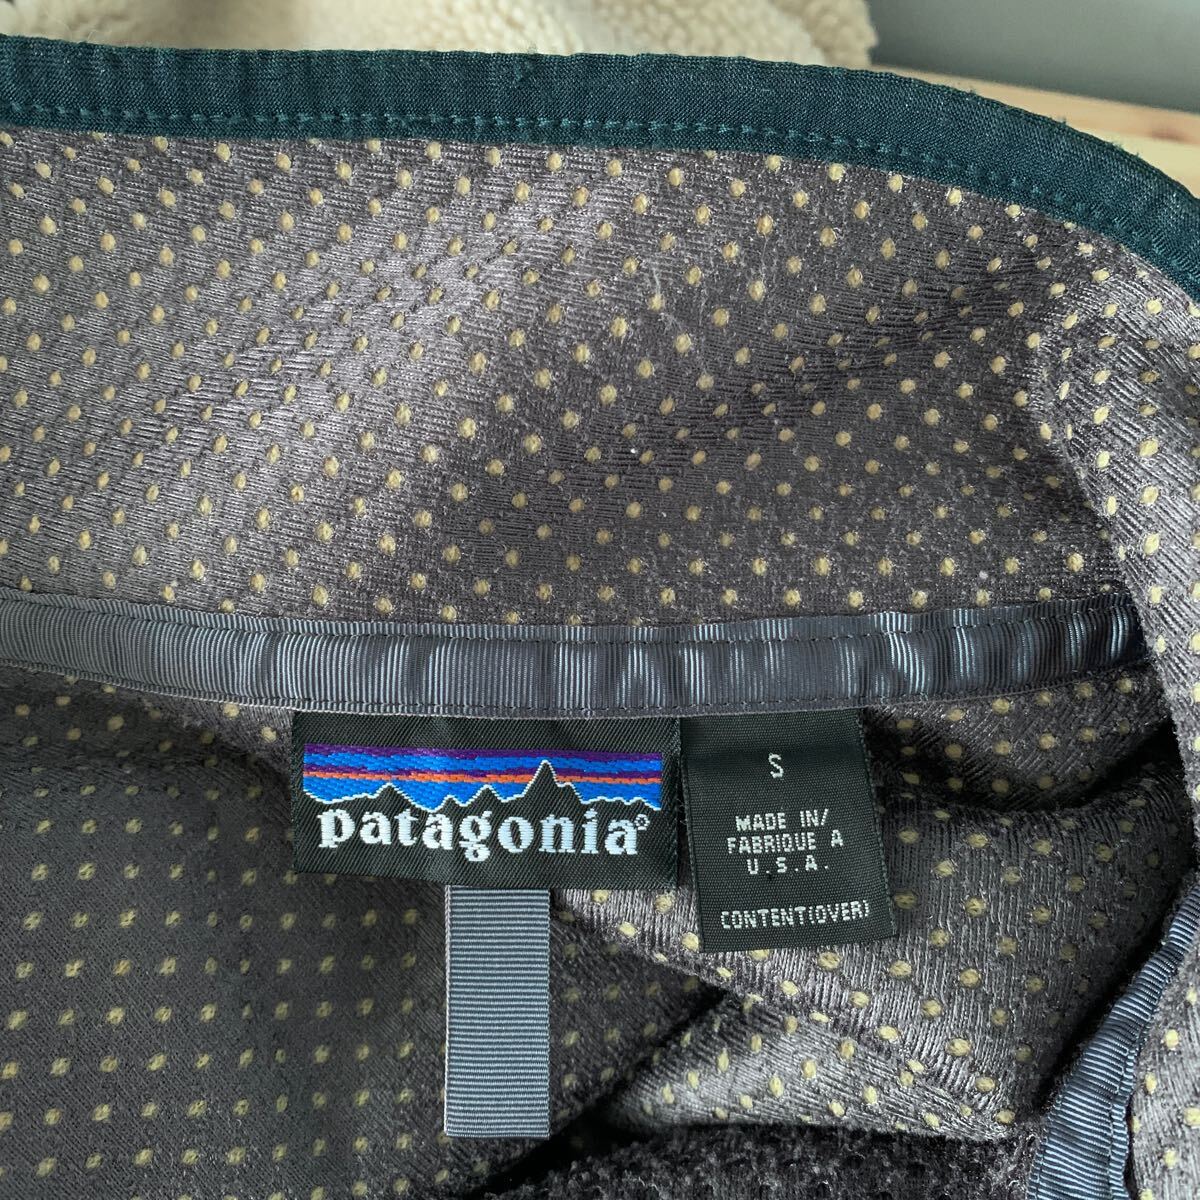 patagonia®
S
MADE IN/
FABRIQUE A
U.S.A.
CONTENT(OVER)